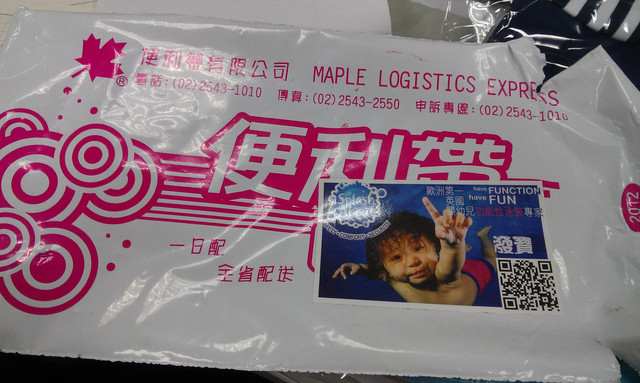 便利帶有限公司 MAPLE LOGISTICS EXPRESS
® 電話:(02)2543-1010 傳真:(02)2543-2550 申訴專線:(02)2543-1010
便利帶
一日配
全省配送
歐洲第一
英國
嬰幼兒功能性泳裝專家
have FUNCTION
have FUN
Splash About
發寶